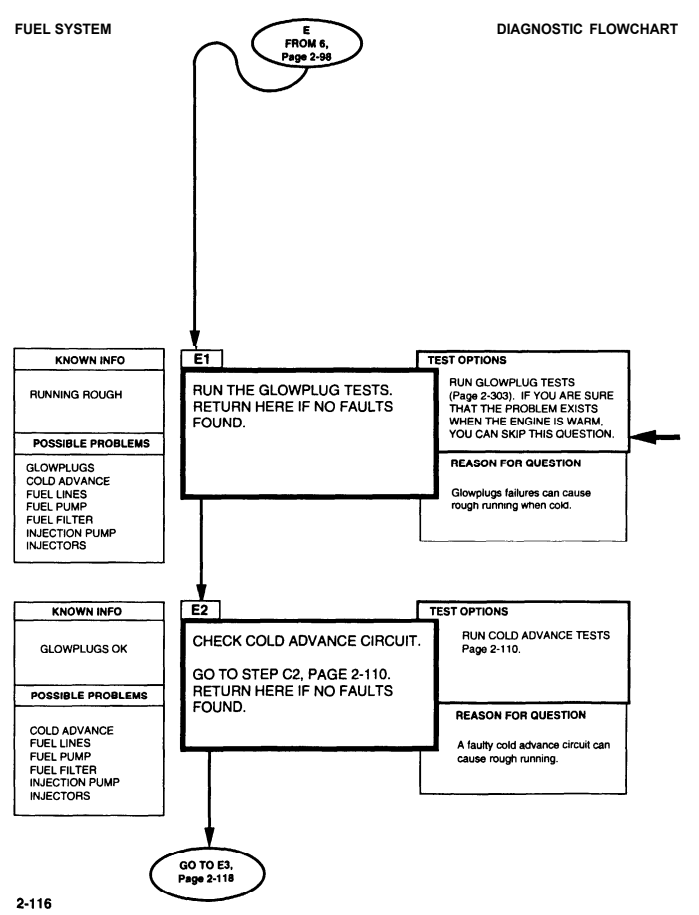 FUEL SYSTEM
DIAGNOSTIC FLOWCHART
E
FROM 6,
Page 2-98
KNOWN INFO
RUNNING ROUGH
POSSIBLE PROBLEMS
GLOWPLUGS
COLD ADVANCE
FUEL LINES
FUEL PUMP
FUEL FILTER
INJECTION PUMP
INJECTORS
E1
RUN THE GLOWPLUG TESTS.
RETURN HERE IF NO FAULTS
FOUND.
TEST OPTIONS
RUN GLOWPLUG TESTS
(Page 2-303). IF YOU ARE SURE
THAT THE PROBLEM EXISTS
WHEN THE ENGINE IS WARM,
YOU CAN SKIP THIS QUESTION.
REASON FOR QUESTION
Glowplugs failures can cause
rough running when cold.
KNOWN INFO
GLOWPLUGS OK
POSSIBLE PROBLEMS
COLD ADVANCE
FUEL LINES
FUEL PUMP
FUEL FILTER
INJECTION PUMP
INJECTORS
E2
CHECK COLD ADVANCE CIRCUIT.
GO TO STEP C2, PAGE 2-110.
RETURN HERE IF NO FAULTS
FOUND.
TEST OPTIONS
RUN COLD ADVANCE TESTS
Page 2-110.
REASON FOR QUESTION
A faulty cold advance circuit can
cause rough running.
GO TO E3,
Page 2-118
2-116